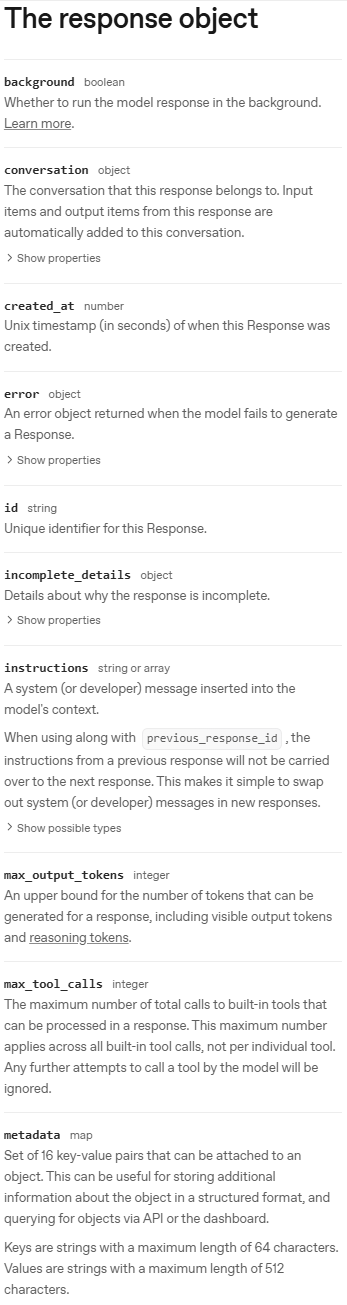 The response object
background boolean
Whether to run the model response in the background.
Learn more.
conversation object
The conversation that this response belongs to. Input
items and output items from this response are
automatically added to this conversation.
Show properties
created_at number
Unix timestamp (in seconds) of when this Response was
created.
error object
An error object returned when the model fails to generate
a Response.
Show properties
id string
Unique identifier for this Response.
incomplete_details object
Details about why the response is incomplete.
Show properties
instructions string or array
A system (or developer) message inserted into the
model's context.
When using along with previous_response_id , the
instructions from a previous response will not be carried
over to the next response. This makes it simple to swap
out system (or developer) messages in new responses.
Show possible types
max_output_tokens integer
An upper bound for the number of tokens that can be
generated for a response, including visible output tokens
and reasoning tokens.
max_tool_calls integer
The maximum number of total calls to built-in tools that
can be processed in a response. This maximum number
applies across all built-in tool calls, not per individual tool.
Any further attempts to call a tool by the model will be
ignored.
metadata map
Set of 16 key-value pairs that can be attached to an
object. This can be useful for storing additional
information about the object in a structured format, and
querying for objects via API or the dashboard.
Keys are strings with a maximum length of 64 characters.
Values are strings with a maximum length of 512
characters.